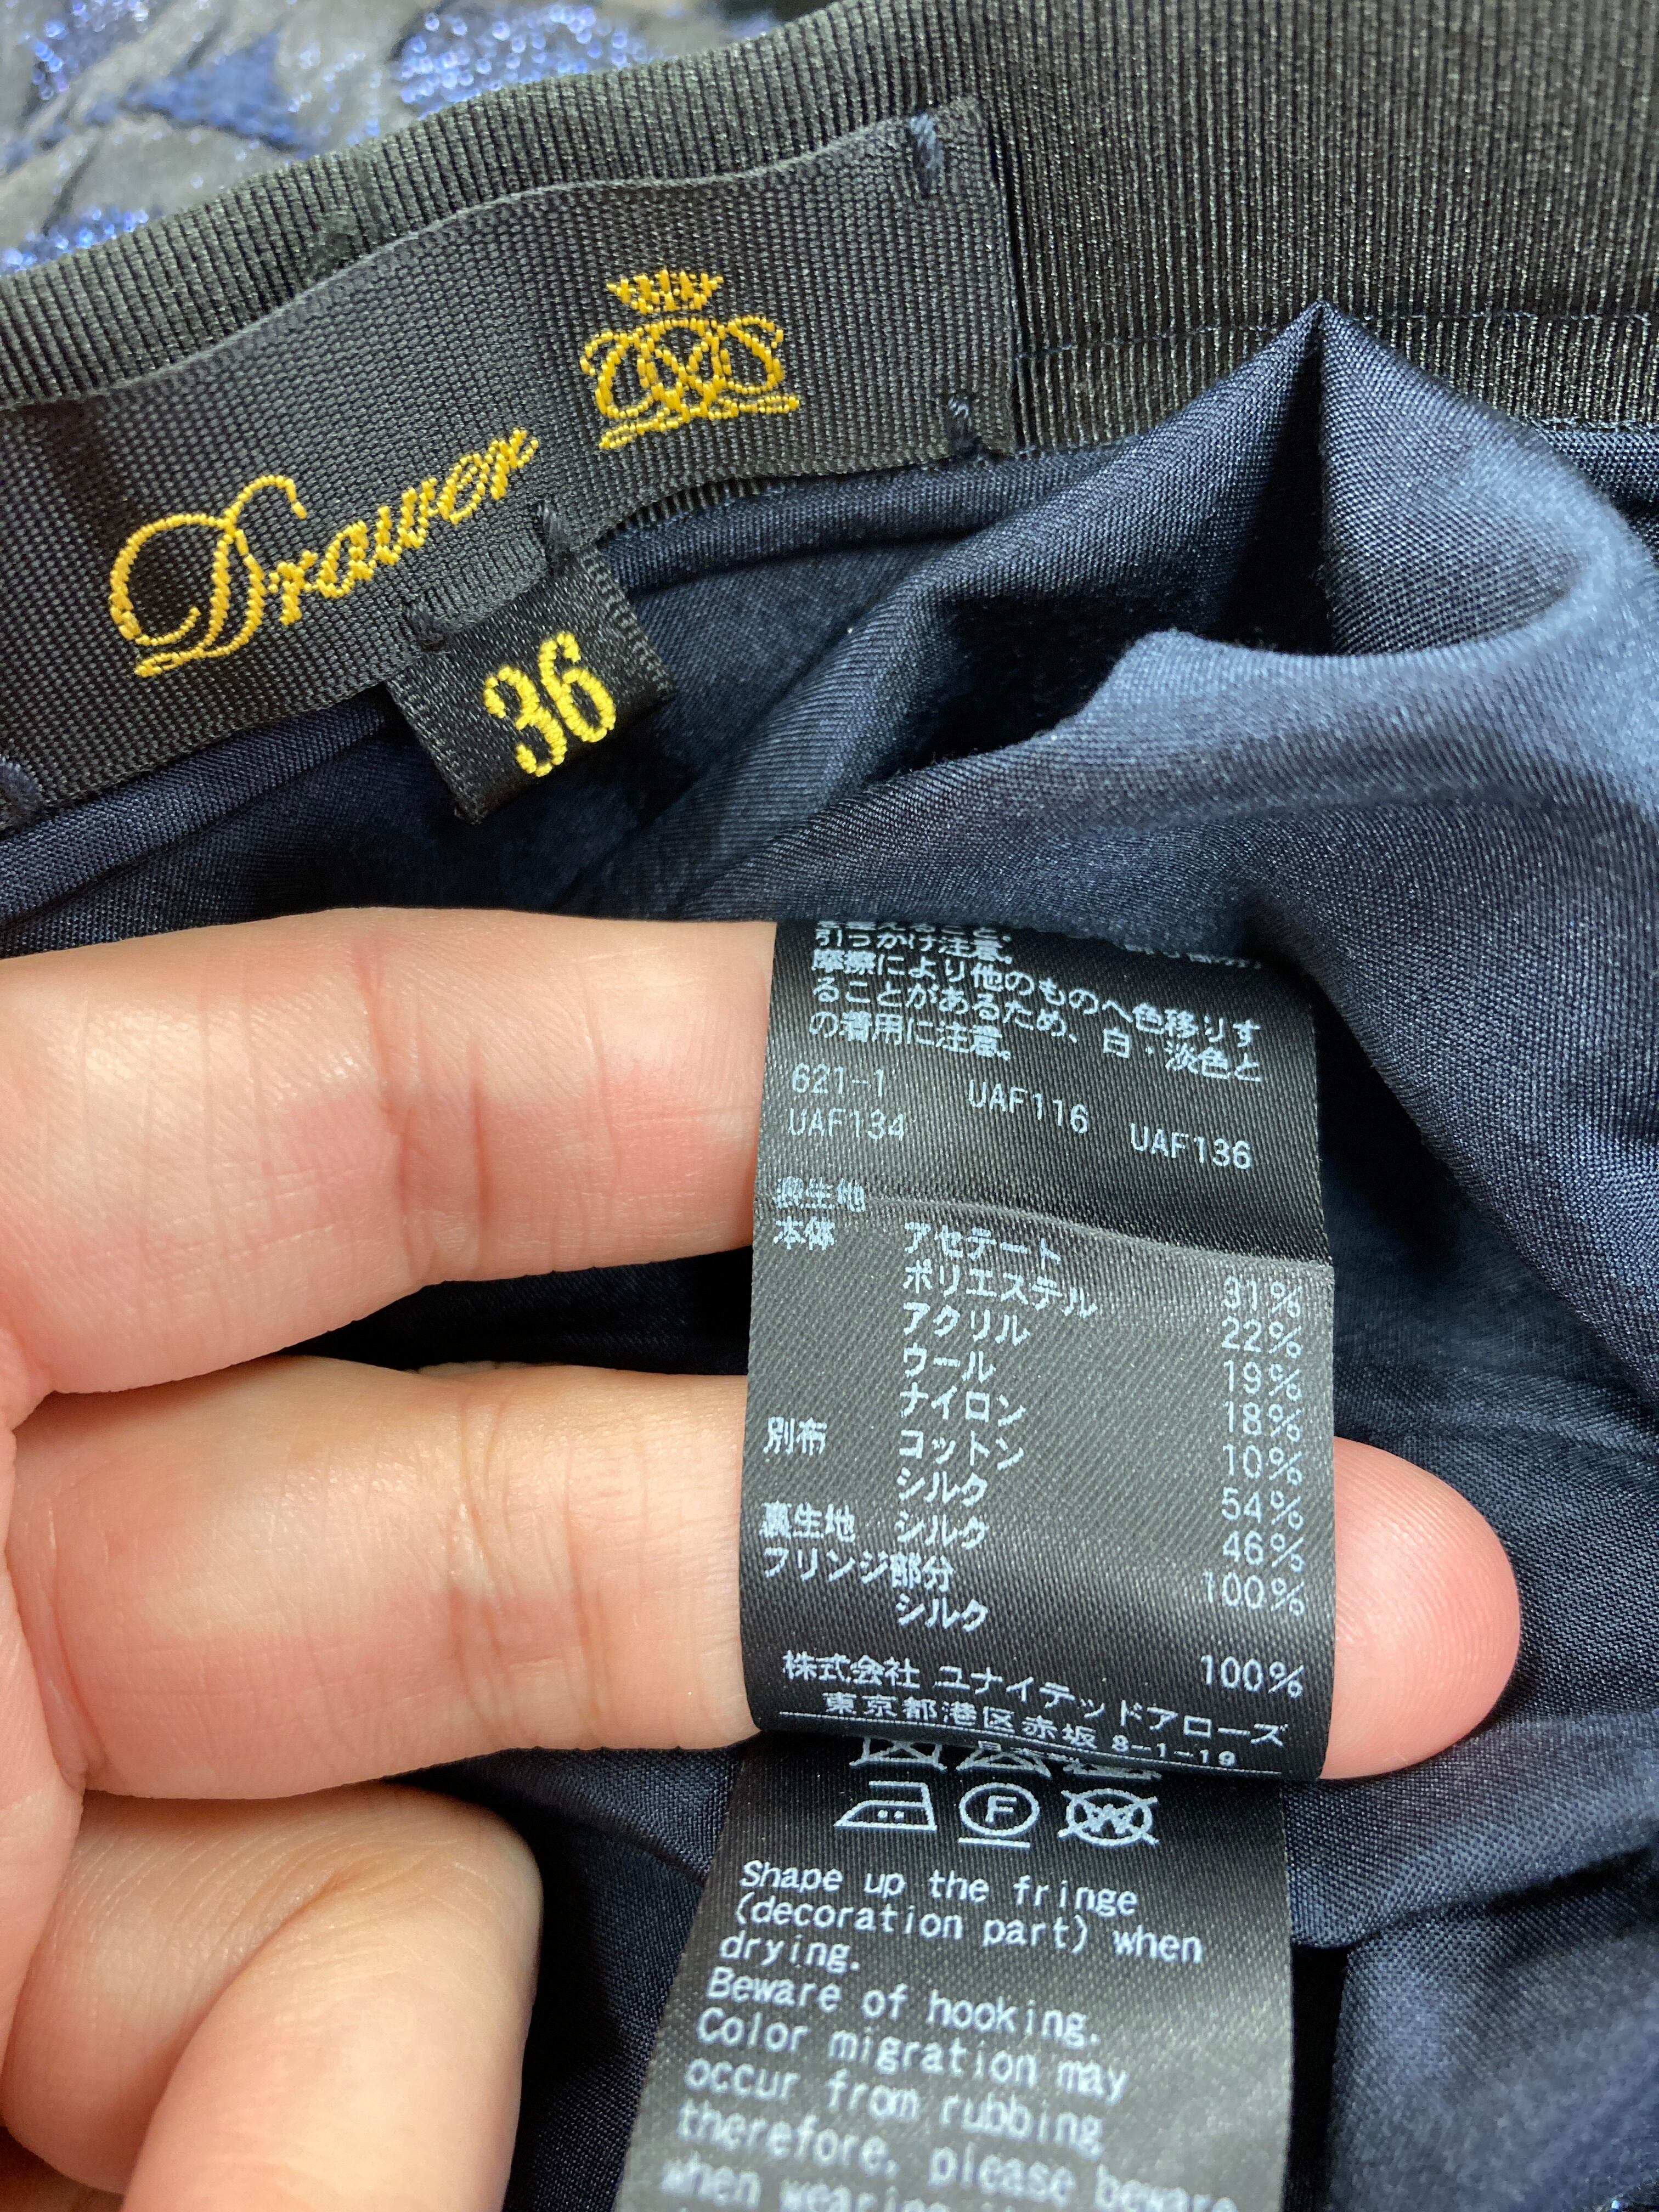 Drawer
36
引っかけ注意。
摩擦により他のものへ色移りす
ることがあるため、白・淡色と
の着用に注意。
621-1 UAF116 UAF136
UAF134
表生地
本体 アセテート 31%
ポリエステル 22%
アクリル 19%
ウール 18%
ナイロン 10%
別布 コットン 54%
シルク 46%
裏生地 シルク 100%
フリンジ部分
シルク 100%
株式会社 ユナイテッドアローズ
東京都港区赤坂 8-1-19
F
W
Shape up the fringe
(decoration part) when
drying.
Beware of hooking.
Color migration may
occur from rubbing
therefore, please beware
when wearing